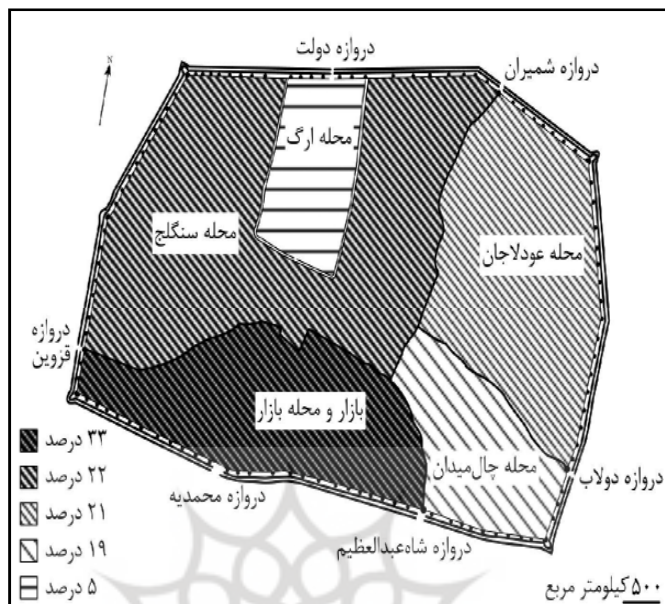 N
دروازه دولت
دروازه شمیران
محله ارگ
محله سنگلج
محله عودلاجان
دروازه
قزوین
بازار و محله بازار
محله چال‌میدان
دروازه دولاب
دروازه محمدیه
دروازه شاه‌عبدالعظیم
۳۳ درصد
۲۲ درصد
۲۱ درصد
۱۹ درصد
۵ درصد
۵۰۰ کیلومتر مربع